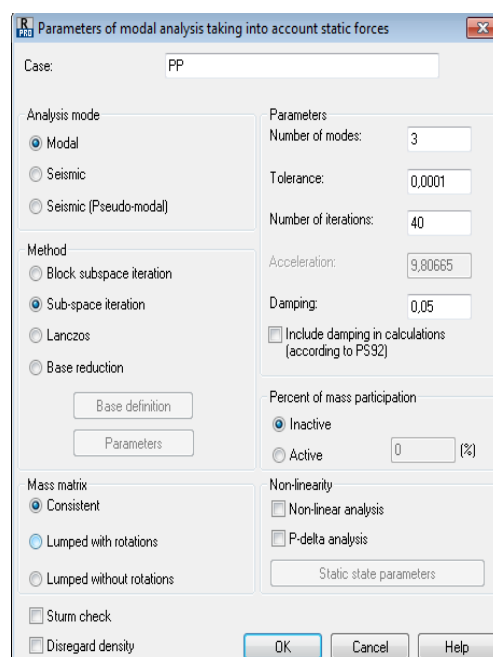 R
PRO
Parameters of modal analysis taking into account static forces
Case:
PP
Analysis mode
Modal
Seismic
Seismic (Pseudo-modal)
Method
Block subspace iteration
Sub-space iteration
Lanczos
Base reduction
Base definition
Parameters
Mass matrix
Consistent
Lumped with rotations
Lumped without rotations
Sturm check
Disregard density
Parameters
Number of modes: 3
Tolerance: 0,0001
Number of iterations: 40
Acceleration: 9,80665
Damping: 0,05
Include damping in calculations
(according to PS92)
Percent of mass participation
Inactive
Active 0 (%)
Non-linearity
Non-linear analysis
P-delta analysis
Static state parameters
OK Cancel Help